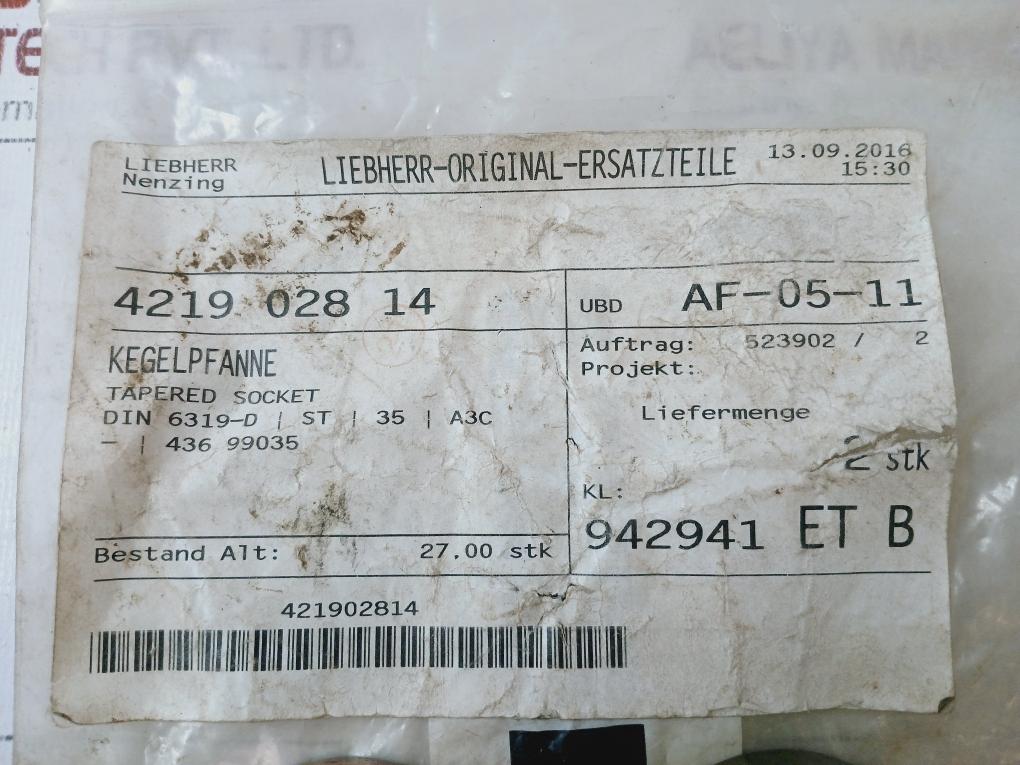 LIEBHERR
Nenzing
LIEBHERR-ORIGINAL-ERSATZTEILE
13.09.2016
15:30
4219 028 14
UBD AF-05-11
KEGELPFANNE
TAPERED SOCKET
DIN 6319-D | ST | 35 | A3C
- | 436 99035
Auftrag: 523902 / 2
Projekt:
Liefermenge
2 stk
KL:
942941 ET B
Bestand Alt: 27.00 stk
421902814